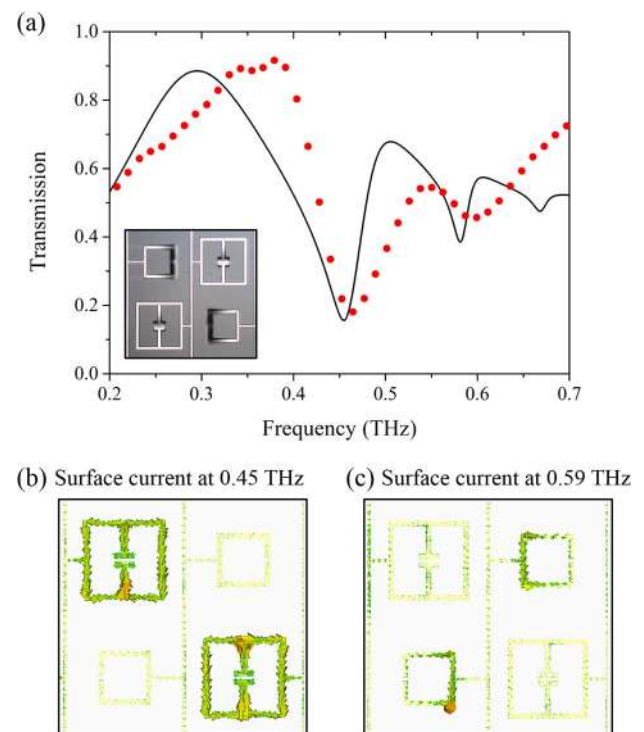 (a)
1.0
0.8
0.6
0.4
0.2
0.0
Transmission
0.2 0.3 0.4 0.5 0.6 0.7
Frequency (THz)
(b) Surface current at 0.45 THz
(c) Surface current at 0.59 THz